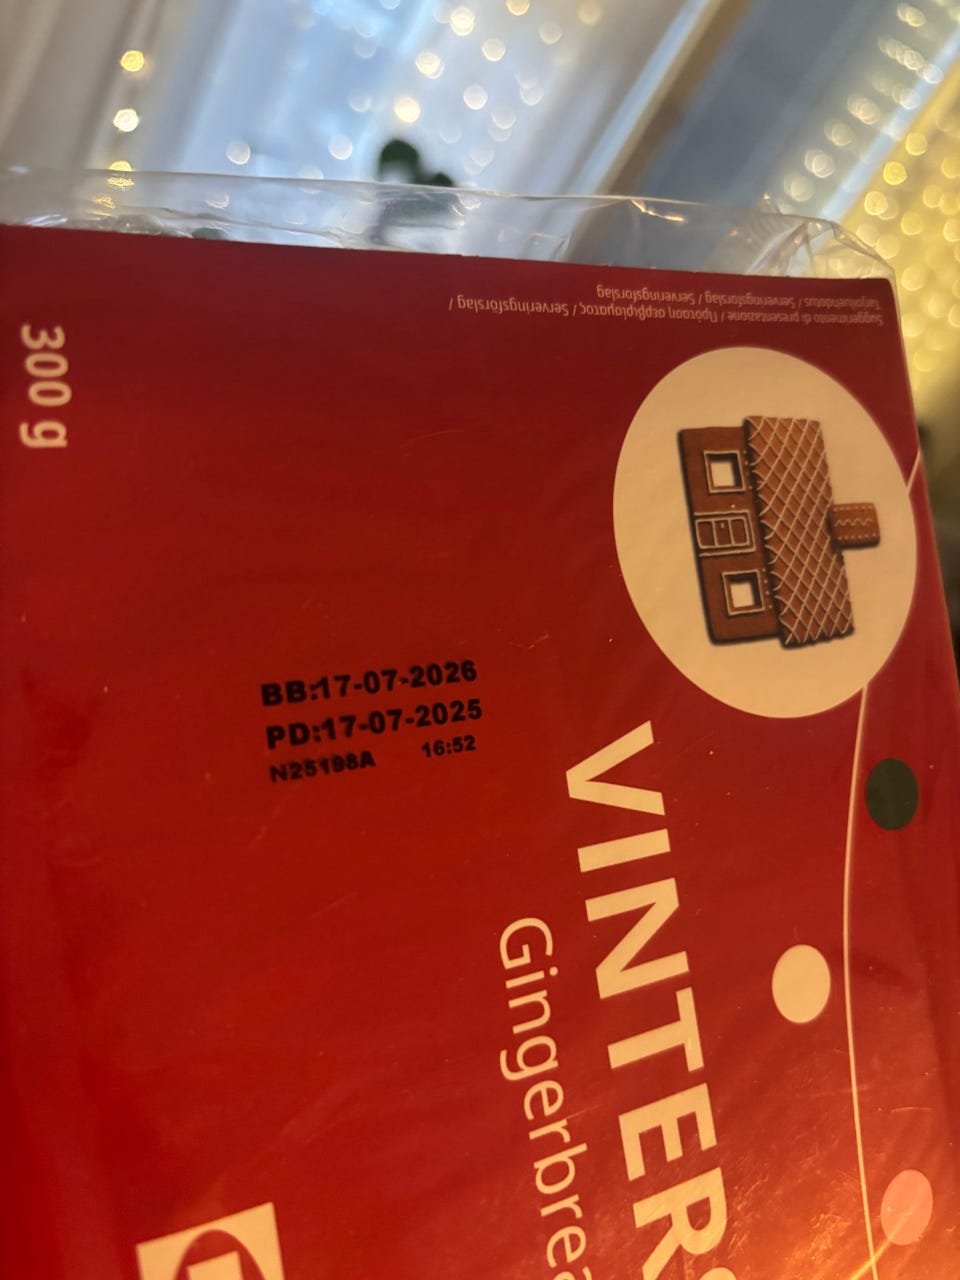 Suggerimento di presentazione / Πρόταση σερβιρίσματος / Serveringsförslag /
Tarjoiluehdotus / Serveringsforslag / Serveringsforslag
300 g
BB:17-07-2026
PD:17-07-2025
N25198A 16:52
VINTER
Gingerbrea